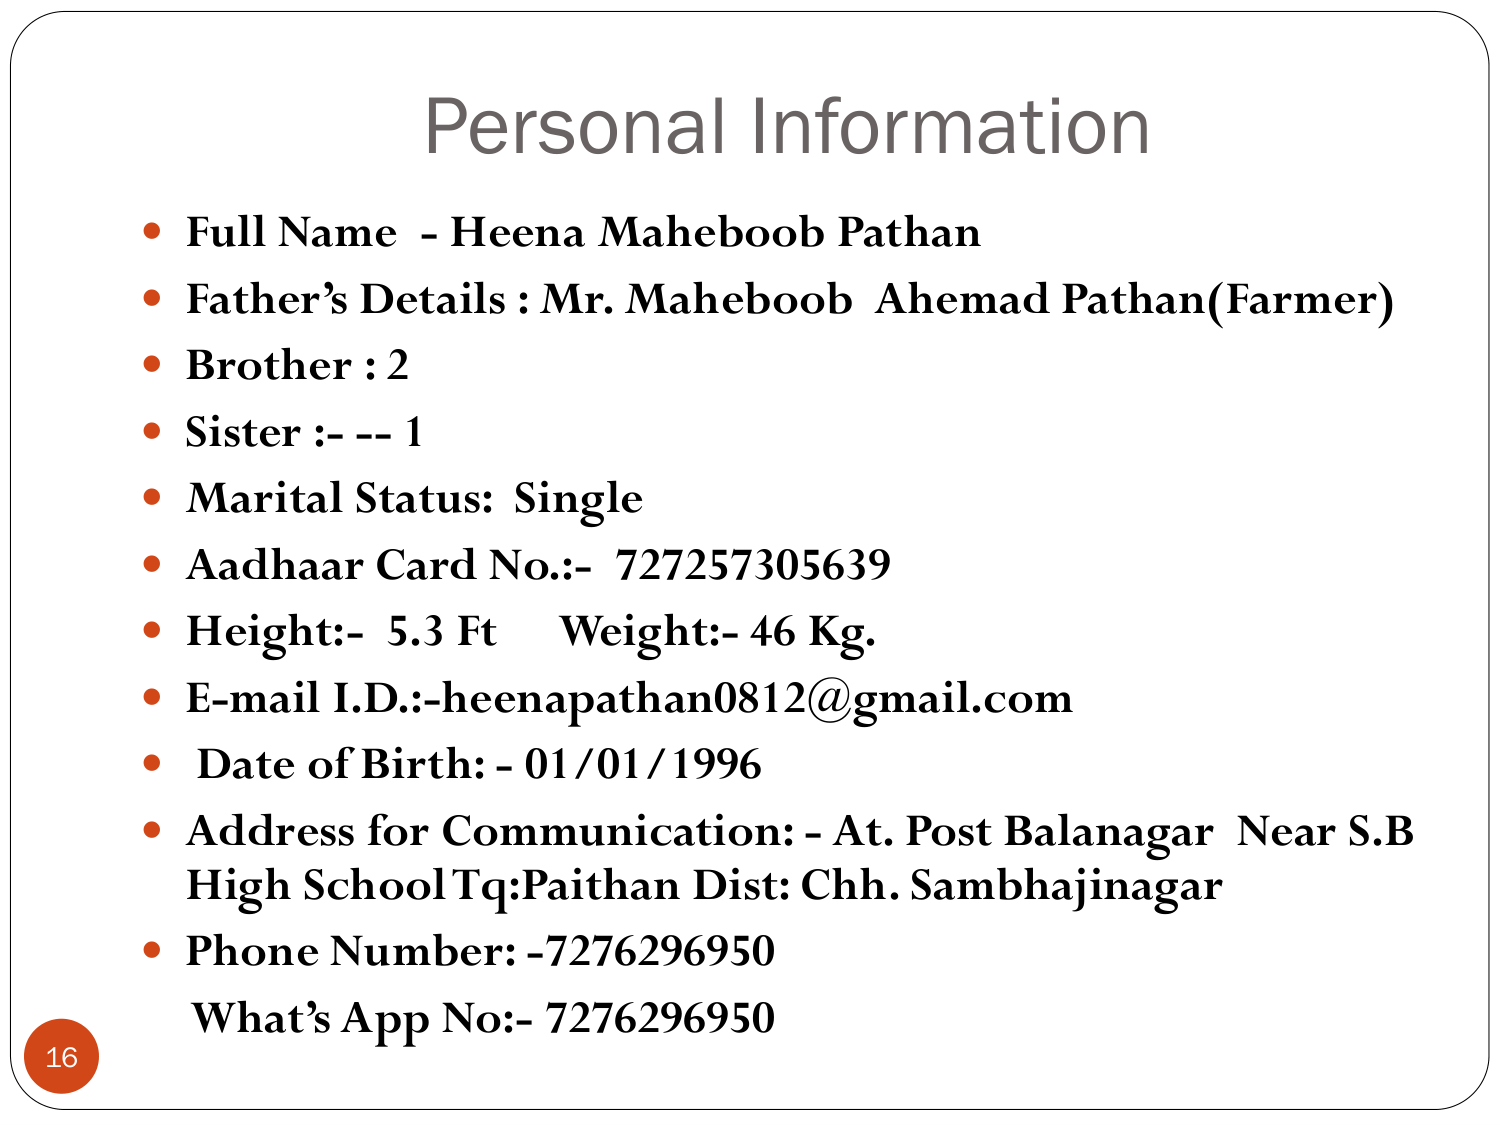 Personal Information
Full Name - Heena Maheboob Pathan
Father’s Details : Mr. Maheboob Ahemad Pathan(Farmer)
Brother : 2
Sister :- -- 1
Marital Status: Single
Aadhaar Card No.:- 727257305639
Height:- 5.3 Ft Weight:- 46 Kg.
E-mail I.D.:-heenapathan0812@gmail.com
Date of Birth: - 01/01/1996
Address for Communication: - At. Post Balanagar Near S.B
High School Tq:Paithan Dist: Chh. Sambhajinagar
Phone Number: -7276296950
What’s App No:- 7276296950
16